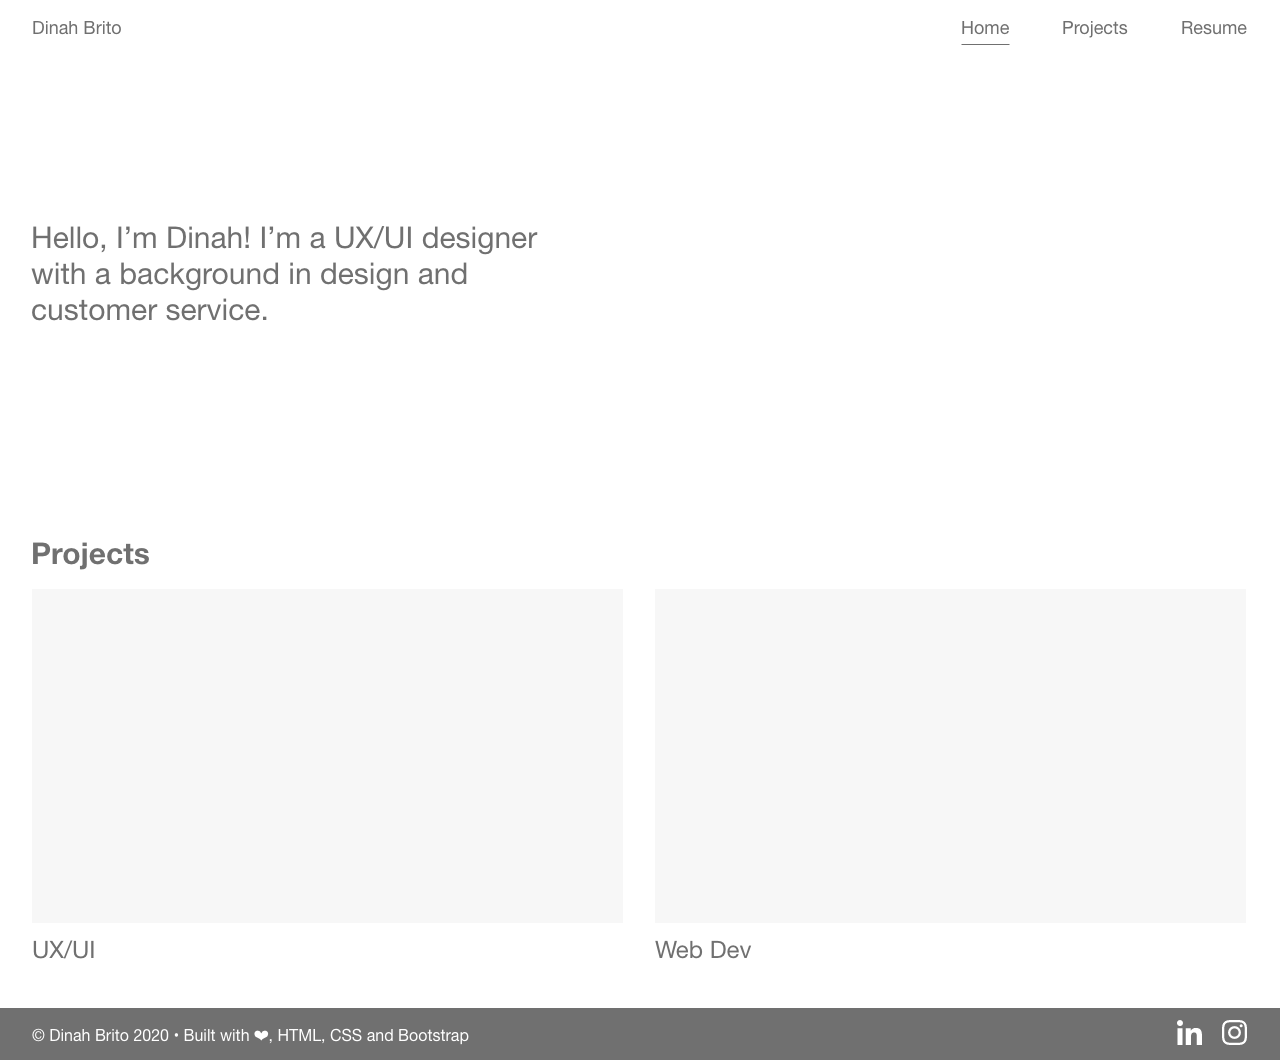 Dinah Brito
Home
Projects
Resume
Hello, I’m Dinah! I’m a UX/UI designer
with a background in design and
customer service.
Projects
UX/UI
Web Dev
© Dinah Brito 2020 • Built with ❤, HTML, CSS and Bootstrap
in